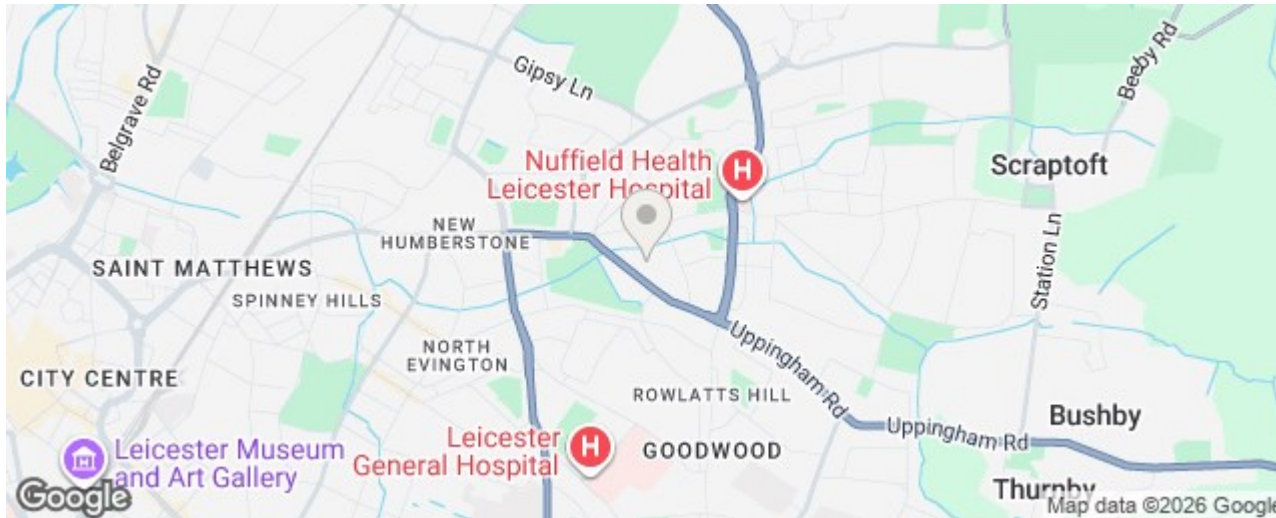 Belgrave Rd
Gipsy Ln
Beeby Rd
Nuffield Health
Leicester Hospital
H
Scraptoft
NEW
HUMBERSTONE
Station Ln
SAINT MATTHEWS
SPINNEY HILLS
Uppingham Rd
NORTH
EVINGTON
CITY CENTRE
ROWLATTS HILL
Bushby
Uppingham Rd
Leicester
General Hospital
H
GOODWOOD
Leicester Museum
and Art Gallery
Thurnby
Google
Map data ©2026 Google